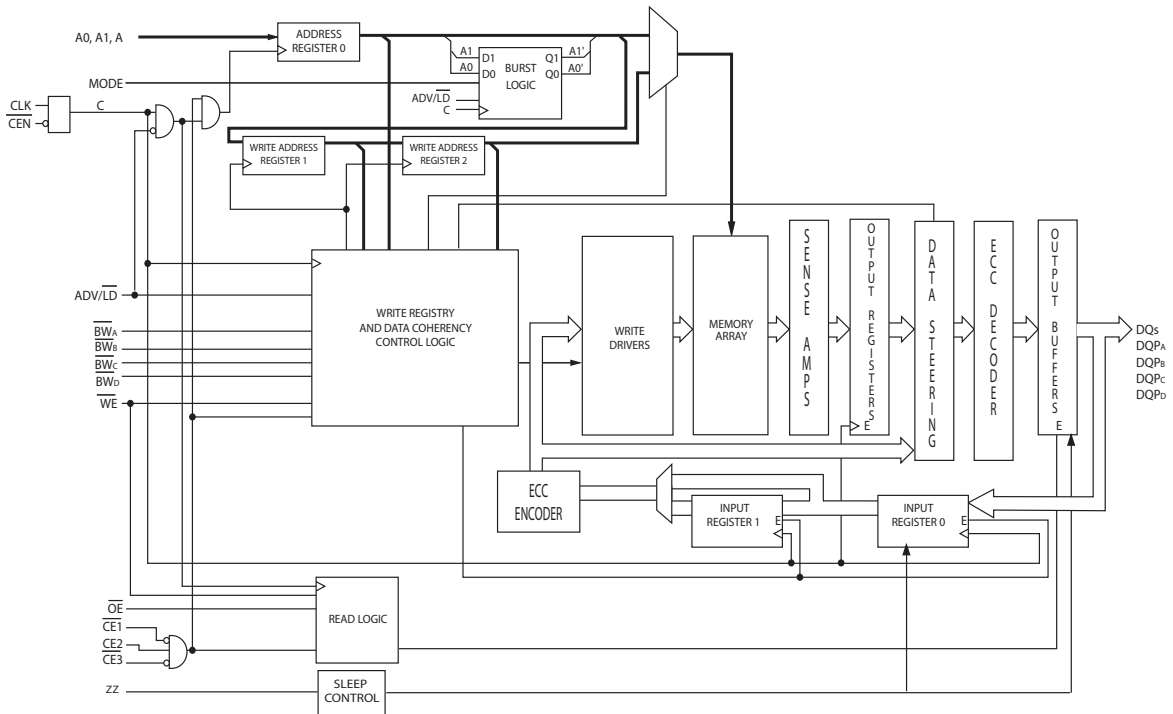 A0, A1, A
ADDRESS
REGISTER 0
A1
A0
D1
D0
BURST
LOGIC
Q1
Q0
A1'
A0'
MODE
ADV/LD
C
CLK
CEN
C
WRITE ADDRESS
REGISTER 1
WRITE ADDRESS
REGISTER 2
ADV/LD
BWA
BWB
BWC
BWD
WE
WRITE REGISTRY
AND DATA COHERENCY
CONTROL LOGIC
WRITE
DRIVERS
MEMORY
ARRAY
SENSE AMPS
OUTPUT REGISTERS
E
DATA STEERING
ECC DECODER
OUTPUT BUFFERS
E
DQs
DQPA
DQPB
DQPC
DQPD
ECC
ENCODER
INPUT
REGISTER 1
E
INPUT
REGISTER 0
E
OE
CE1
CE2
CE3
READ LOGIC
ZZ
SLEEP
CONTROL